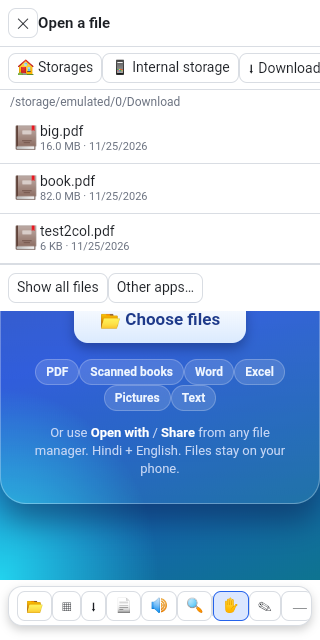 Open a file
Storages Internal storage ↓ Download
/storage/emulated/0/Download
big.pdf
16.0 MB · 11/25/2026
book.pdf
82.0 MB · 11/25/2026
test2col.pdf
6 KB · 11/25/2026
Show all files Other apps…
Choose files
PDF Scanned books Word Excel
Pictures Text
Or use Open with / Share from any file
manager. Hindi + English. Files stay on your
phone.